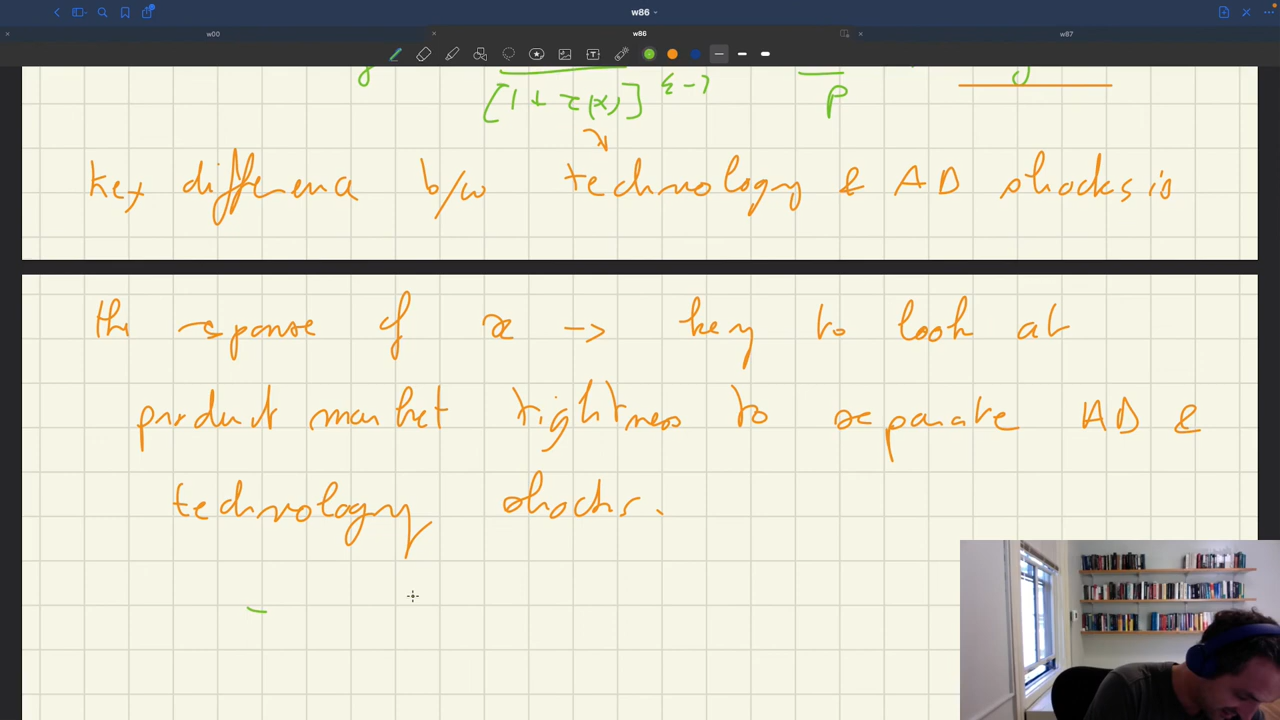 w86
w00
w86
w87
[1 + τ(x)]
p
key difference b/w technology & AD shocks is
the response of x -> key to look at
product market tightness to separate AD &
technology shocks.